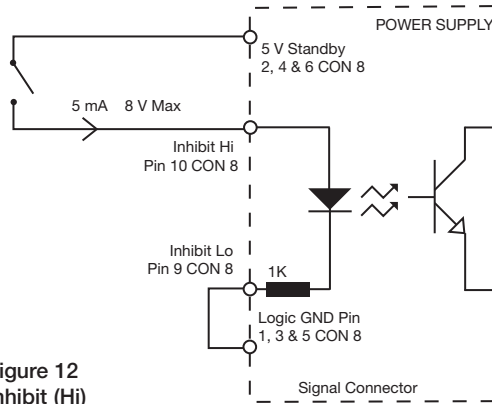 POWER SUPPLY
5 V Standby
2, 4 & 6 CON 8
5 mA 8 V Max
Inhibit Hi
Pin 10 CON 8
Inhibit Lo
Pin 9 CON 8
1K
Logic GND Pin
1, 3 & 5 CON 8
igure 12
nhibit (Hi)
Signal Connector